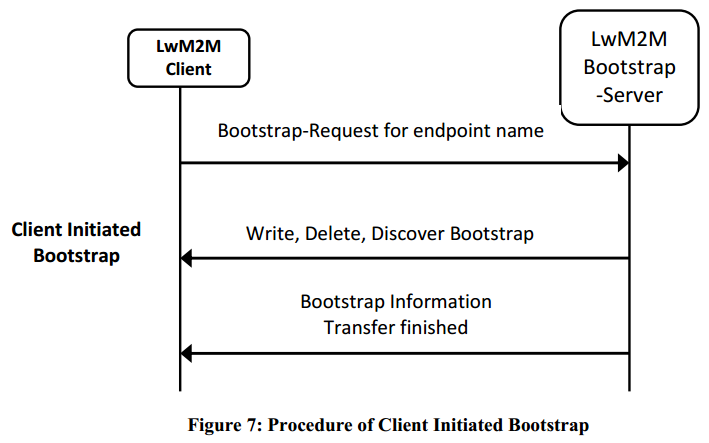 LwM2M
Client
LwM2M
Bootstrap
-Server
Bootstrap-Request for endpoint name
Client Initiated
Bootstrap
Write, Delete, Discover Bootstrap
Bootstrap Information
Transfer finished
Figure 7: Procedure of Client Initiated Bootstrap